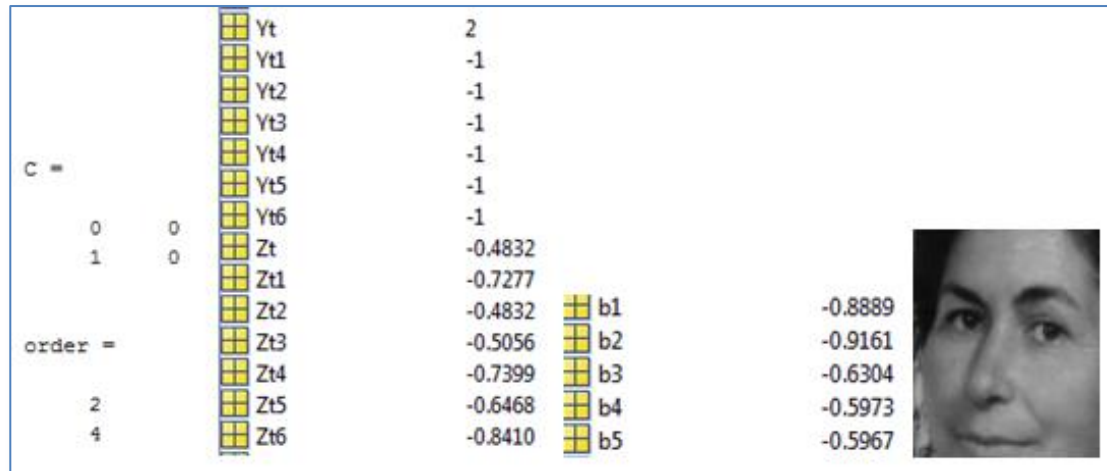 Yt 2
Yt1 -1
Yt2 -1
Yt3 -1
Yt4 -1
C =
Yt5 -1
Yt6 -1
0 0
Zt -0.4832
1 0
Zt1 -0.7277
Zt2 -0.4832 b1 -0.8889
order = Zt3 -0.5056 b2 -0.9161
Zt4 -0.7399 b3 -0.6304
2 Zt5 -0.6468 b4 -0.5973
4 Zt6 -0.8410 b5 -0.5967